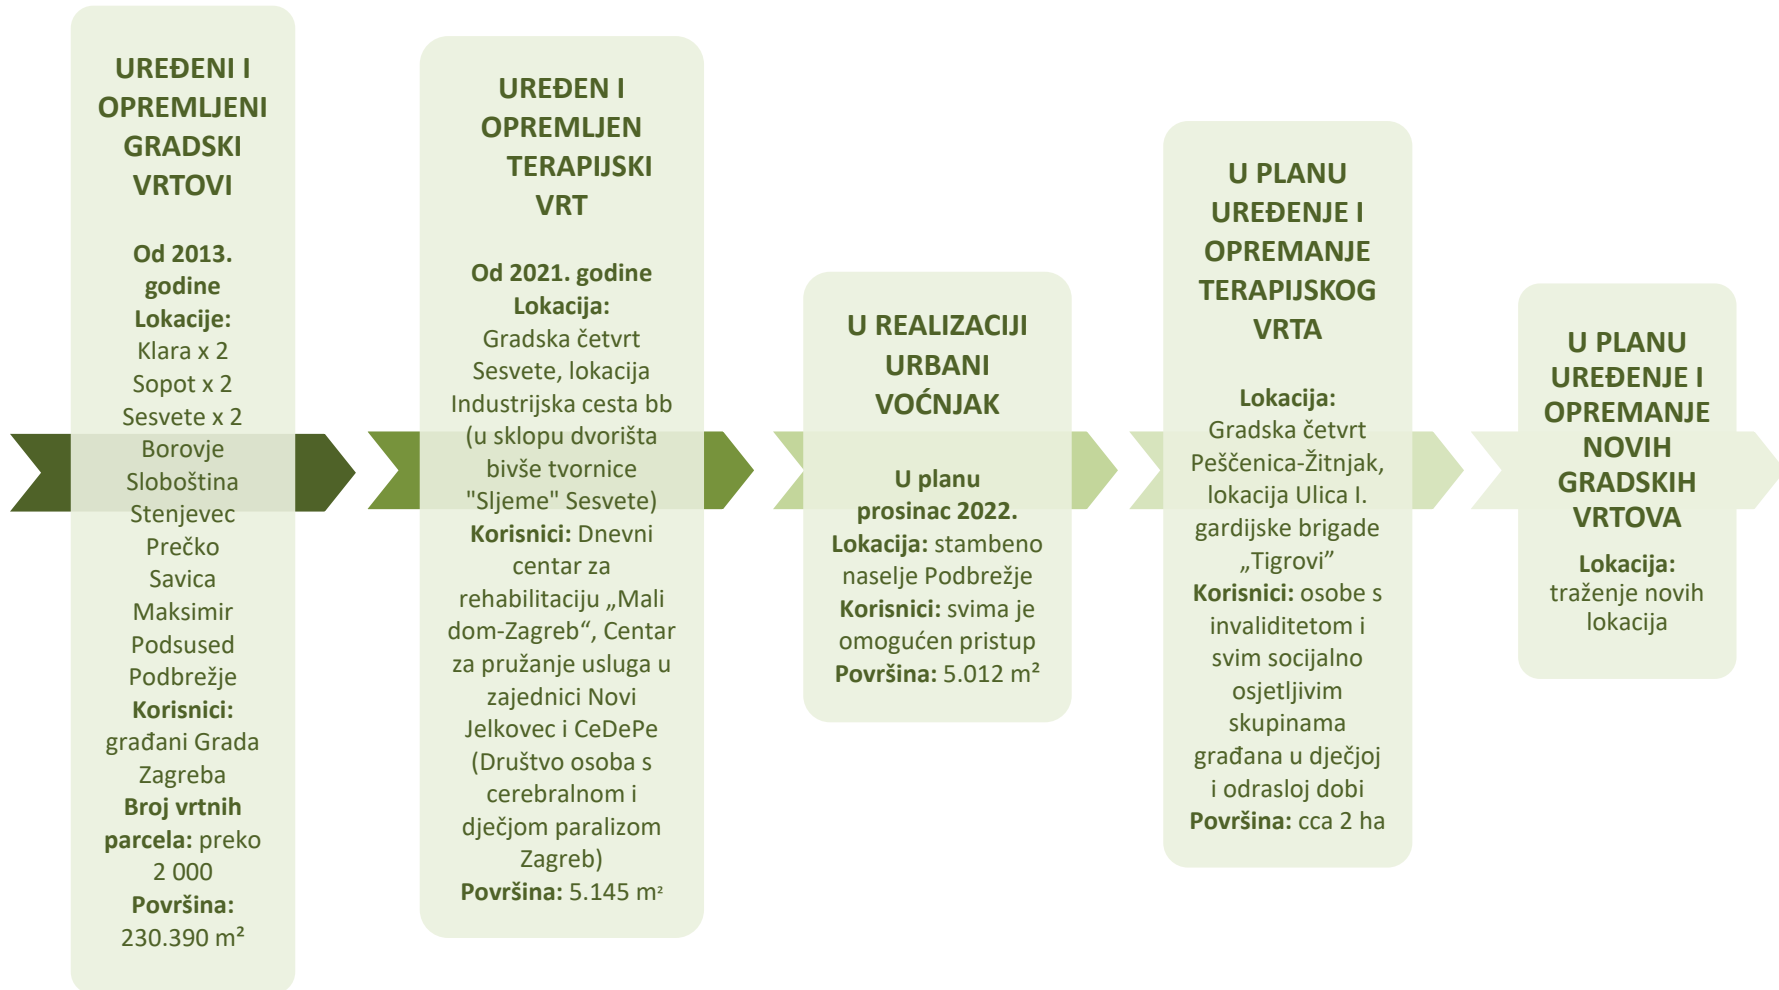 UREĐENI I
OPREMLJENI
GRADSKI
VRTOVI
Od 2013.
godine
Lokacije:
Klara x 2
Sopot x 2
Sesvete x 2
Borovje
Sloboština
Stenjevec
Prečko
Savica
Maksimir
Podsused
Podbrežje
Korisnici:
građani Grada
Zagreba
Broj vrtnih
parcela: preko
2 000
Površina:
230.390 m²
UREĐEN I
OPREMLJEN
TERAPIJSKI
VRT
Od 2021. godine
Lokacija:
Gradska četvrt
Sesvete, lokacija
Industrijska cesta bb
(u sklopu dvorišta
bivše tvornice
"Sljeme" Sesvete)
Korisnici: Dnevni
centar za
rehabilitaciju „Mali
dom-Zagreb“, Centar
za pružanje usluga u
zajednici Novi
Jelkovec i CeDePe
(Društvo osoba s
cerebralnom i
dječjom paralizom
Zagreb)
Površina: 5.145 m²
U REALIZACIJI
URBANI
VOĆNJAK
U planu
prosinac 2022.
Lokacija: stambeno
naselje Podbrežje
Korisnici: svima je
omogućen pristup
Površina: 5.012 m²
U PLANU
UREĐENJE I
OPREMANJE
TERAPIJSKOG
VRTA
Lokacija:
Gradska četvrt
Peščenica-Žitnjak,
lokacija Ulica I.
gardijske brigade
„Tigrovi”
Korisnici: osobe s
invaliditetom i
svim socijalno
osjetljivim
skupinama
građana u dječjoj
i odrasloj dobi
Površina: cca 2 ha
U PLANU
UREĐENJE I
OPREMANJE
NOVIH
GRADSKIH
VRTOVA
Lokacija:
traženje novih
lokacija